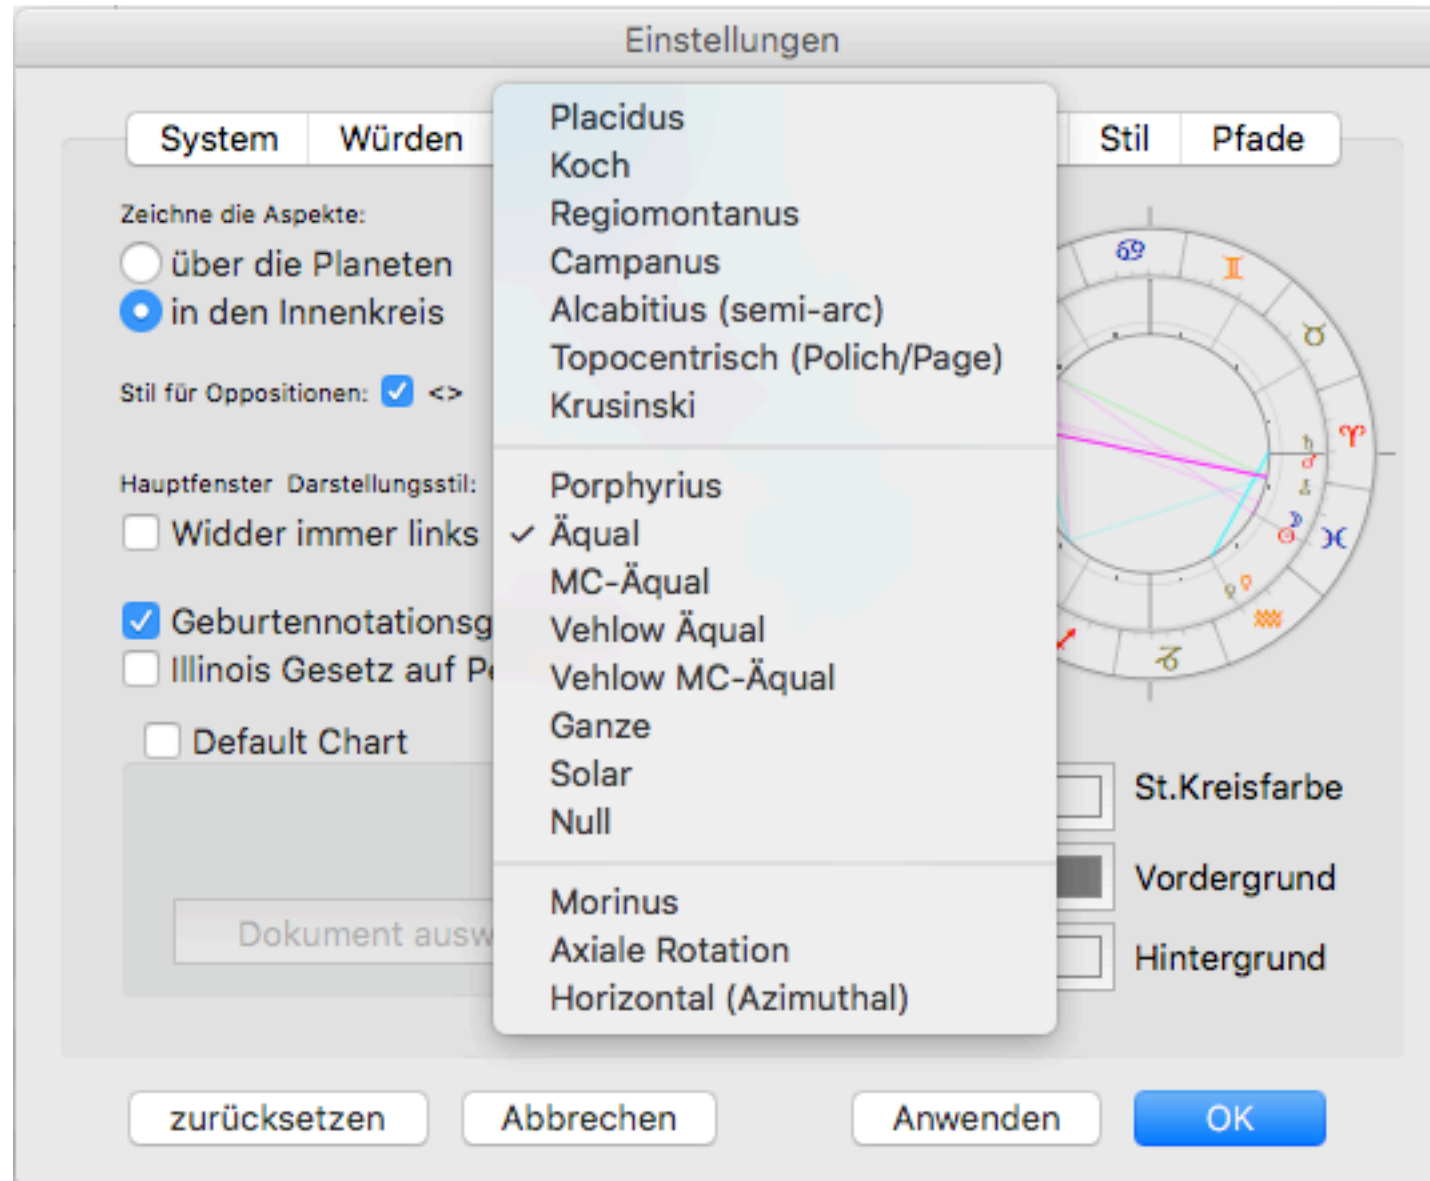 Einstellungen
System
Würden
Stil
Pfade
Zeichne die Aspekte:
über die Planeten
in den Innenkreis
Stil für Oppositionen:
<>
Hauptfenster Darstellungsstil:
Widder immer links
Geburtennotationsg
Illinois Gesetz auf Pe
Default Chart
Dokument ausw
Placidus
Koch
Regiomontanus
Campanus
Alcabitius (semi-arc)
Topocentrisch (Polich/Page)
Krusinski
Porphyrius
✓ Äqual
MC-Äqual
Vehlow Äqual
Vehlow MC-Äqual
Ganze
Solar
Null
Morinus
Axiale Rotation
Horizontal (Azimuthal)
St.Kreisfarbe
Vordergrund
Hintergrund
zurücksetzen
Abbrechen
Anwenden
OK